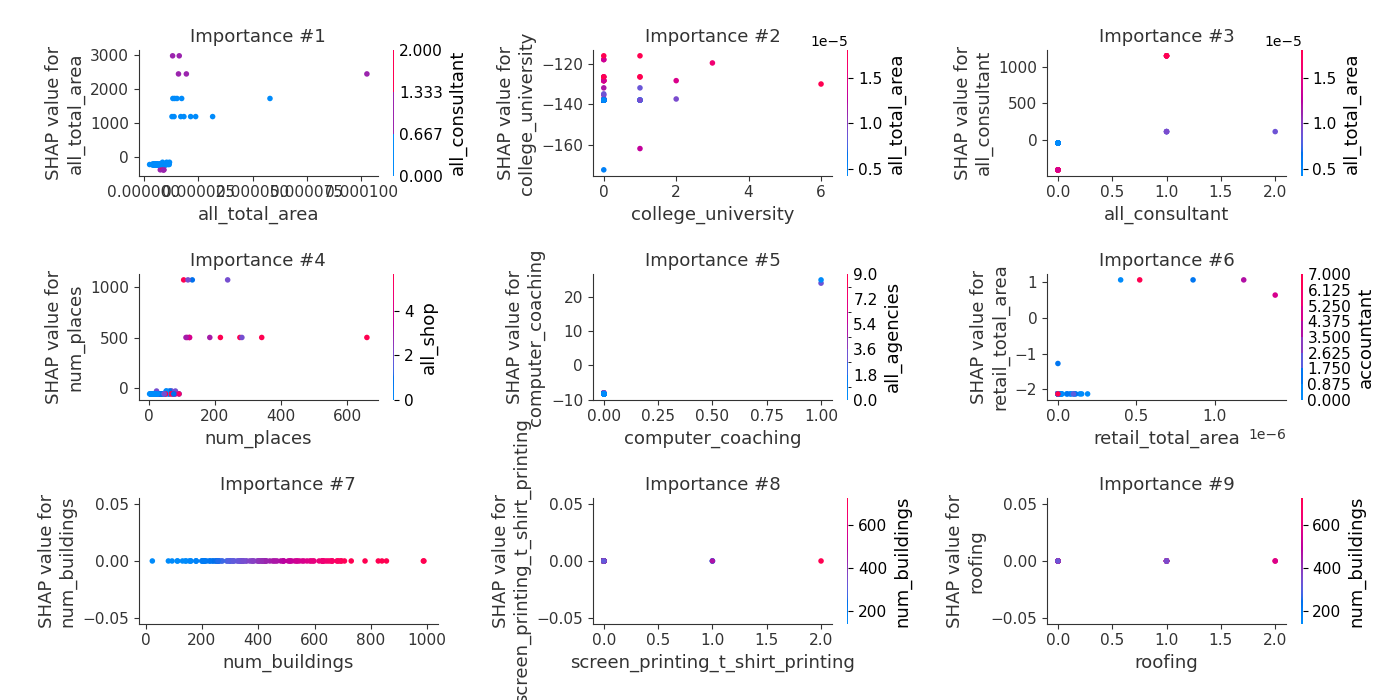 Importance #1
SHAP value for
all_total_area
3000
2000
1000
0
all_total_area
2.000
1.333
0.667
0.000
all_consultant
Importance #2
SHAP value for
college_university
−120
−140
−160
0 2 4 6
college_university
1e−5
1.5
1.0
0.5
all_total_area
Importance #3
SHAP value for
all_consultant
1000
500
0
0.0 0.5 1.0 1.5 2.0
all_consultant
1e−5
1.5
1.0
0.5
all_total_area
Importance #4
SHAP value for
num_places
1000
500
0
0 200 400 600
num_places
4
2
0
all_shop
Importance #5
SHAP value for
computer_coaching
20
10
0
−10
0.00 0.25 0.50 0.75 1.00
computer_coaching
9.0
7.2
5.4
3.6
1.8
0.0
all_agencies
Importance #6
SHAP value for
retail_total_area
1
0
−1
−2
0.0 0.5 1.0
retail_total_area
1e−6
7.000
6.125
5.250
4.375
3.500
2.625
1.750
0.875
0.000
accountant
Importance #7
SHAP value for
num_buildings
0.05
0.00
−0.05
0 200 400 600 800 1000
num_buildings
Importance #8
SHAP value for
screen_printing_t_shirt_printing
0.05
0.00
−0.05
0.0 0.5 1.0 1.5 2.0
screen_printing_t_shirt_printing
600
400
200
num_buildings
Importance #9
SHAP value for
roofing
0.05
0.00
−0.05
0.0 0.5 1.0 1.5 2.0
roofing
600
400
200
num_buildings